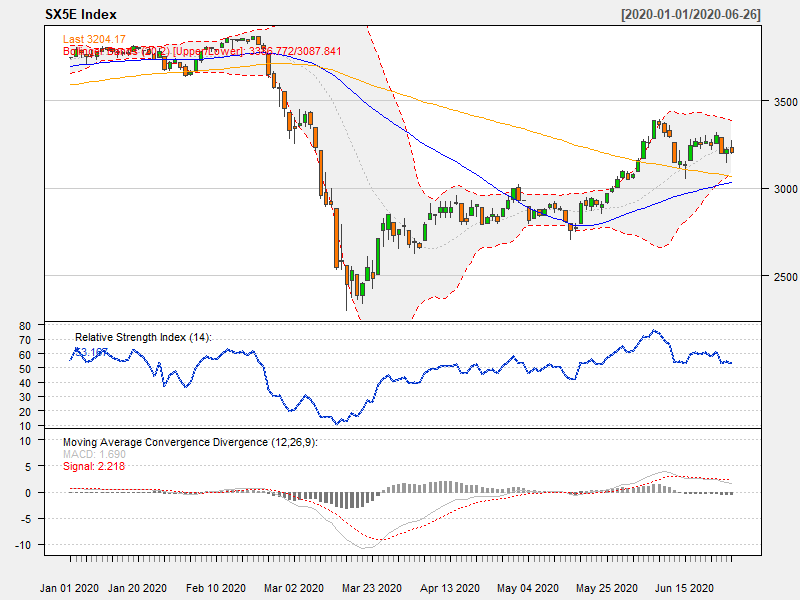 SX5E Index
[2020-01-01/2020-06-26]
Last 3204.17
Bollinger Bands (20,2) [Upper/Lower]: 3386.772/3087.841
3500
3000
2500
Relative Strength Index (14):
53.167
80
70
60
50
40
30
20
10
Moving Average Convergence Divergence (12,26,9):
MACD: 1.690
Signal: 2.218
10
5
0
-5
-10
Jan 01 2020 Jan 20 2020 Feb 10 2020 Mar 02 2020 Mar 23 2020 Apr 13 2020 May 04 2020 May 25 2020 Jun 15 2020